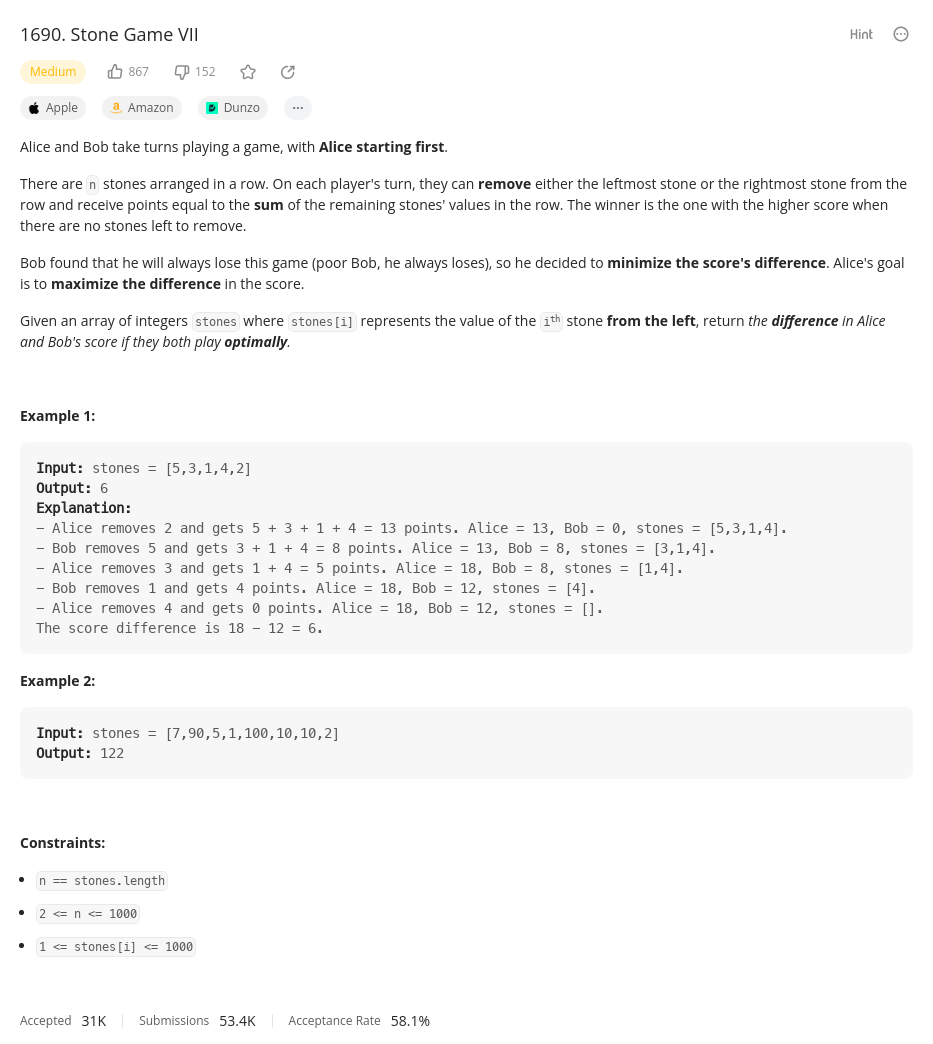 1690. Stone Game VII
Hint
Medium 867 152
Apple Amazon Dunzo ...
Alice and Bob take turns playing a game, with Alice starting first.
There are n stones arranged in a row. On each player's turn, they can remove either the leftmost stone or the rightmost stone from the
row and receive points equal to the sum of the remaining stones' values in the row. The winner is the one with the higher score when
there are no stones left to remove.
Bob found that he will always lose this game (poor Bob, he always loses), so he decided to minimize the score's difference. Alice's goal
is to maximize the difference in the score.
Given an array of integers stones where stones[i] represents the value of the ith stone from the left, return the difference in Alice
and Bob's score if they both play optimally.
Example 1:
Input: stones = [5,3,1,4,2]
Output: 6
Explanation:
- Alice removes 2 and gets 5 + 3 + 1 + 4 = 13 points. Alice = 13, Bob = 0, stones = [5,3,1,4].
- Bob removes 5 and gets 3 + 1 + 4 = 8 points. Alice = 13, Bob = 8, stones = [3,1,4].
- Alice removes 3 and gets 1 + 4 = 5 points. Alice = 18, Bob = 8, stones = [1,4].
- Bob removes 1 and gets 4 points. Alice = 18, Bob = 12, stones = [4].
- Alice removes 4 and gets 0 points. Alice = 18, Bob = 12, stones = [].
The score difference is 18 - 12 = 6.
Example 2:
Input: stones = [7,90,5,1,100,10,10,2]
Output: 122
Constraints:
n == stones.length
2 <= n <= 1000
1 <= stones[i] <= 1000
Accepted 31K Submissions 53.4K Acceptance Rate 58.1%